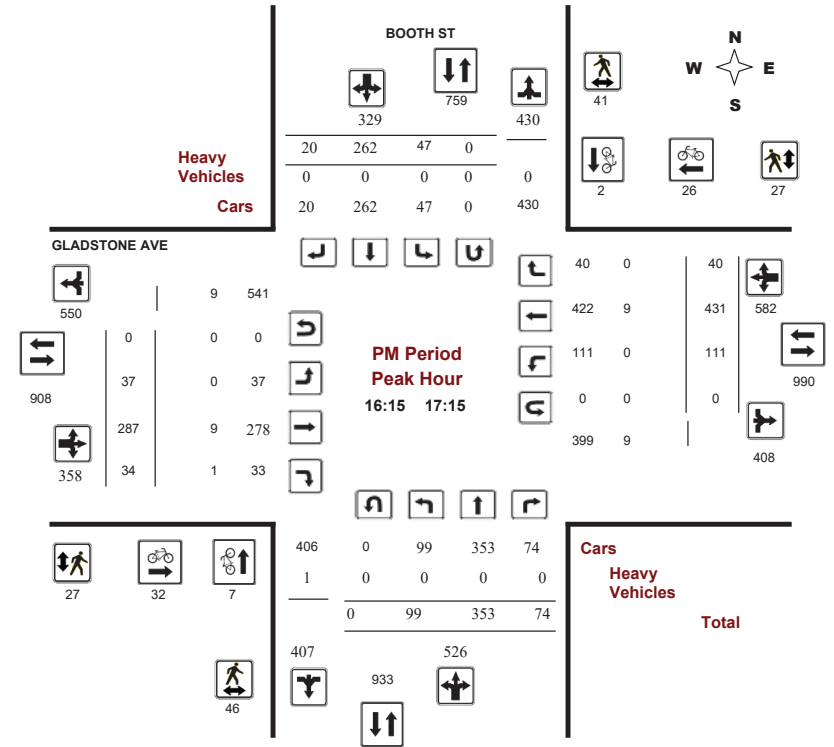 BOOTH ST
N
W E
S
759
41
329 430
20 262 47 0
Heavy
Vehicles
0 0 0 0 0
Cars
20 262 47 0 430
2 26 27
GLADSTONE AVE
550
9 541
0 0 0
37 0 37
908
287 9 278
34 1 33
358
40 0 40
422 9 431 582
111 0 111
990
0 0 0
399 9
408
PM Period
Peak Hour
16:15 17:15
27 32 7
46
406 0 99 353 74
1 0 0 0 0
0 99 353 74
407 526
933
Cars
Heavy
Vehicles
Total